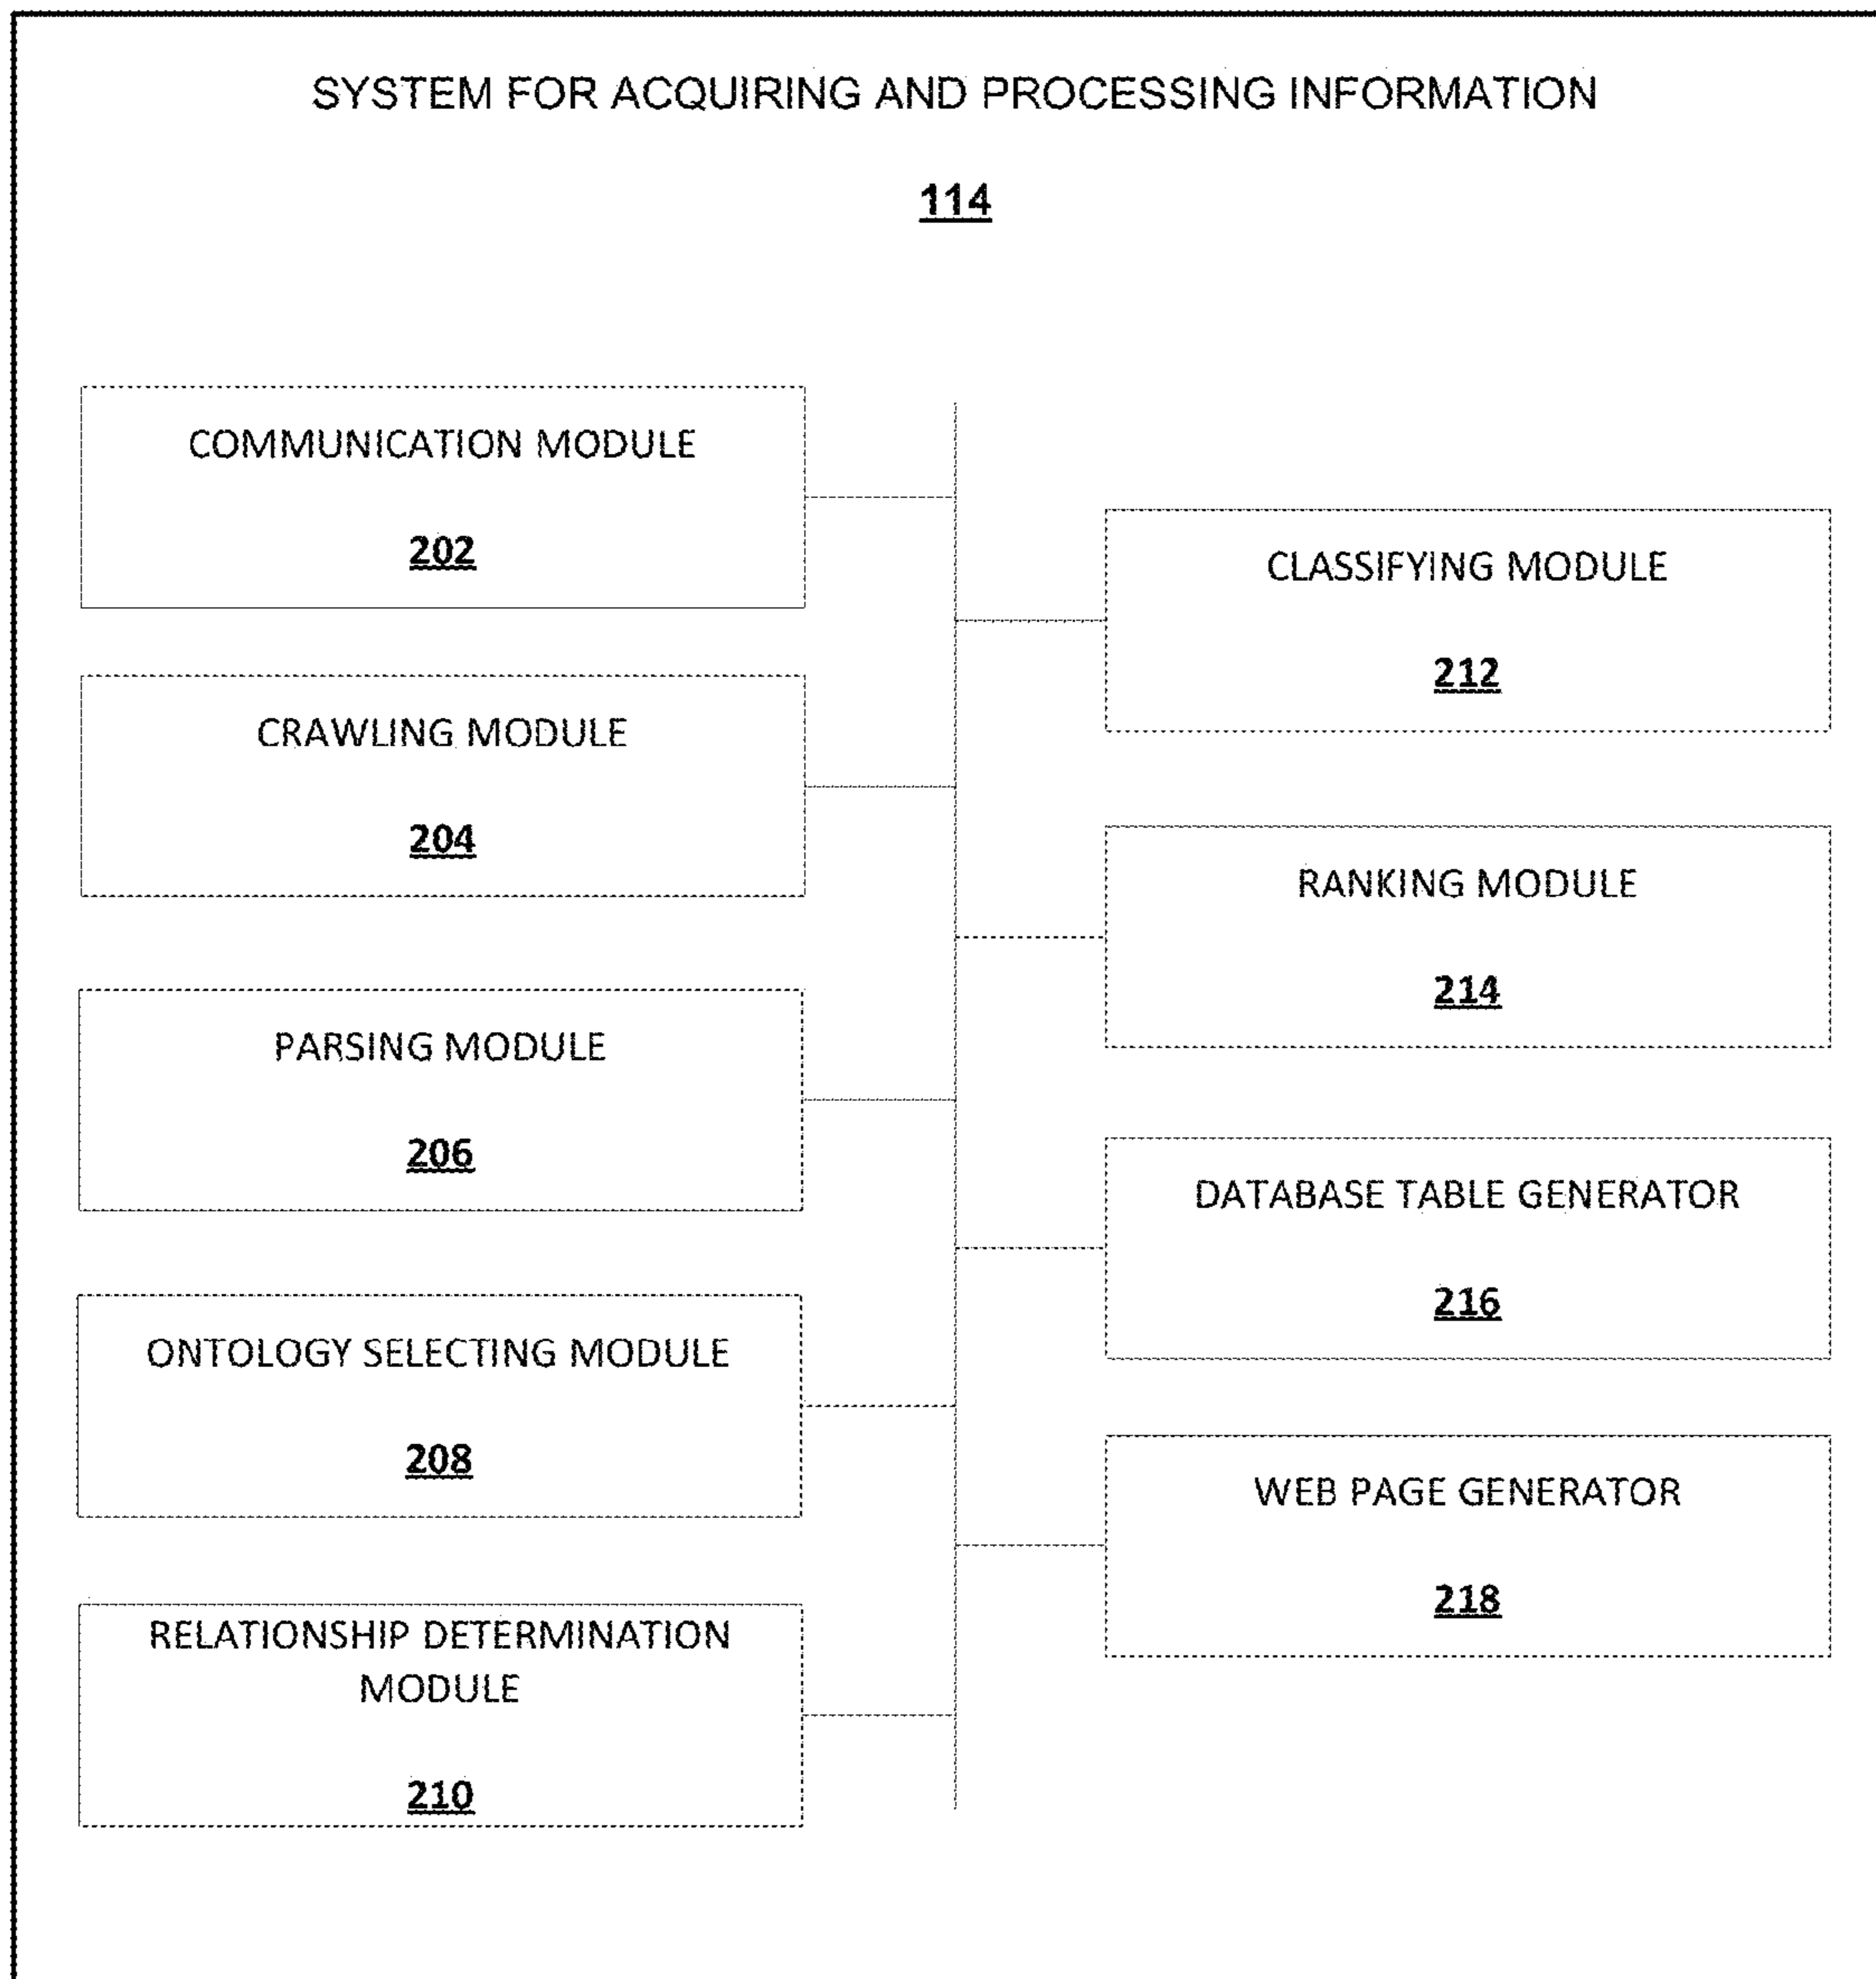 SYSTEM FOR ACQUIRING AND PROCESSING INFORMATION
114
COMMUNICATION MODULE
202
CRAWLING MODULE
204
PARSING MODULE
206
ONTOLOGY SELECTING MODULE
208
RELATIONSHIP DETERMINATION
MODULE
210
CLASSIFYING MODULE
212
RANKING MODULE
214
DATABASE TABLE GENERATOR
216
WEB PAGE GENERATOR
218